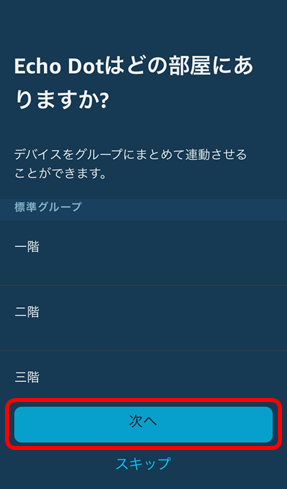 Echo Dotはどの部屋にあ
りますか?
デバイスをグループにまとめて連動させる
ことができます。
標準グループ
一階
二階
三階
次へ
スキップ